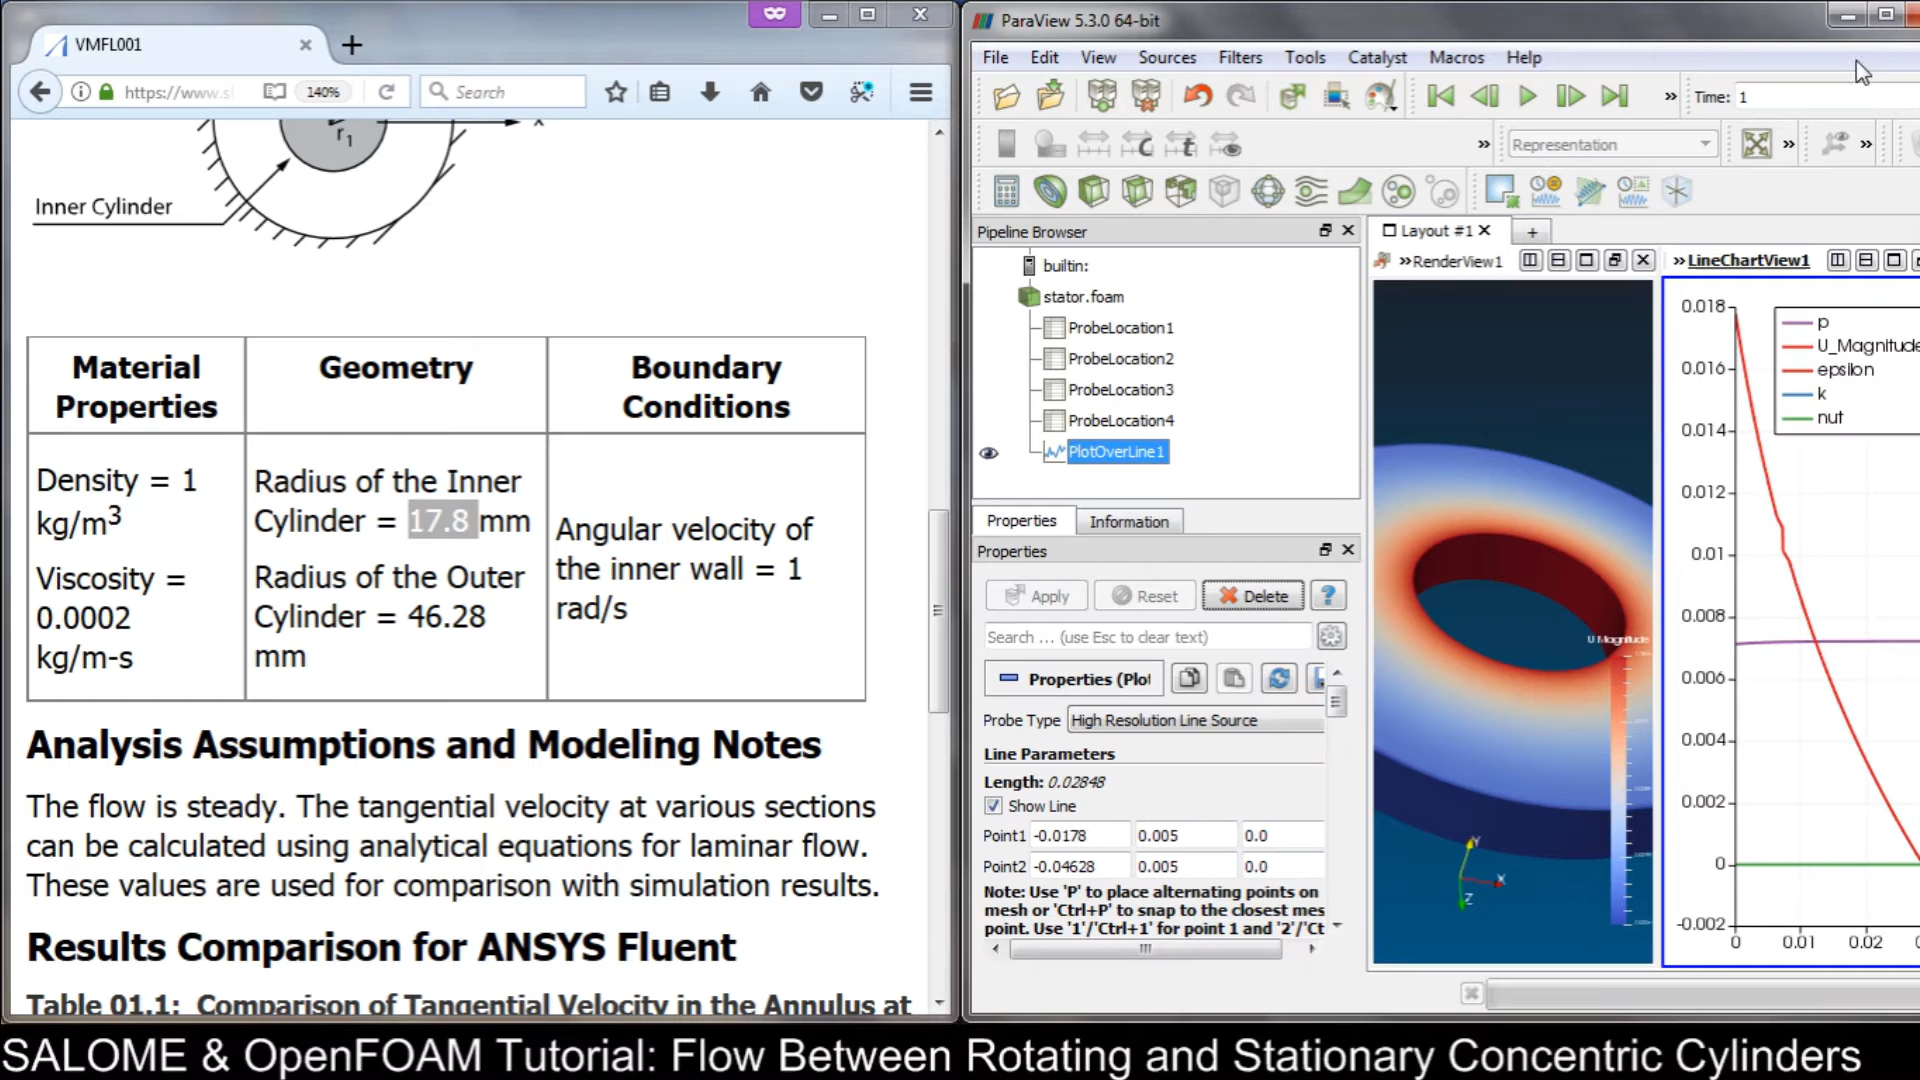 VMFL001
https://www.sl
140%
Search
r1
x
Inner Cylinder
Material Properties
Geometry
Boundary Conditions
Density = 1
kg/m3
Viscosity =
0.0002
kg/m-s
Radius of the Inner
Cylinder = 17.8 mm
Radius of the Outer
Cylinder = 46.28
mm
Angular velocity of
the inner wall = 1
rad/s
Analysis Assumptions and Modeling Notes
The flow is steady. The tangential velocity at various sections
can be calculated using analytical equations for laminar flow.
These values are used for comparison with simulation results.
Results Comparison for ANSYS Fluent
Table 01.1: Comparison of Tangential Velocity in the Annulus at
ParaView 5.3.0 64-bit
File Edit View Sources Filters Tools Catalyst Macros Help
Time: 1
Representation
Pipeline Browser
builtin:
stator.foam
ProbeLocation1
ProbeLocation2
ProbeLocation3
ProbeLocation4
PlotOverLine1
Properties Information
Properties
Apply Reset Delete ?
Search ... (use Esc to clear text)
Properties (Plot
Probe Type High Resolution Line Source
Line Parameters
Length: 0.02848
Show Line
Point1 -0.0178 0.005 0.0
Point2 -0.04628 0.005 0.0
Note: Use 'P' to place alternating points on
mesh or 'Ctrl+P' to snap to the closest mes
point. Use '1'/'Ctrl+1' for point 1 and '2'/'Ct
Layout #1
RenderView1
U Magnitude
Y
X
Z
LineChartView1
0.018
0.016
0.014
0.012
0.01
0.008
0.006
0.004
0.002
0
-0.002
0 0.01 0.02
p
U_Magnitude
epsilon
k
nut
SALOME & OpenFOAM Tutorial: Flow Between Rotating and Stationary Concentric Cylinders